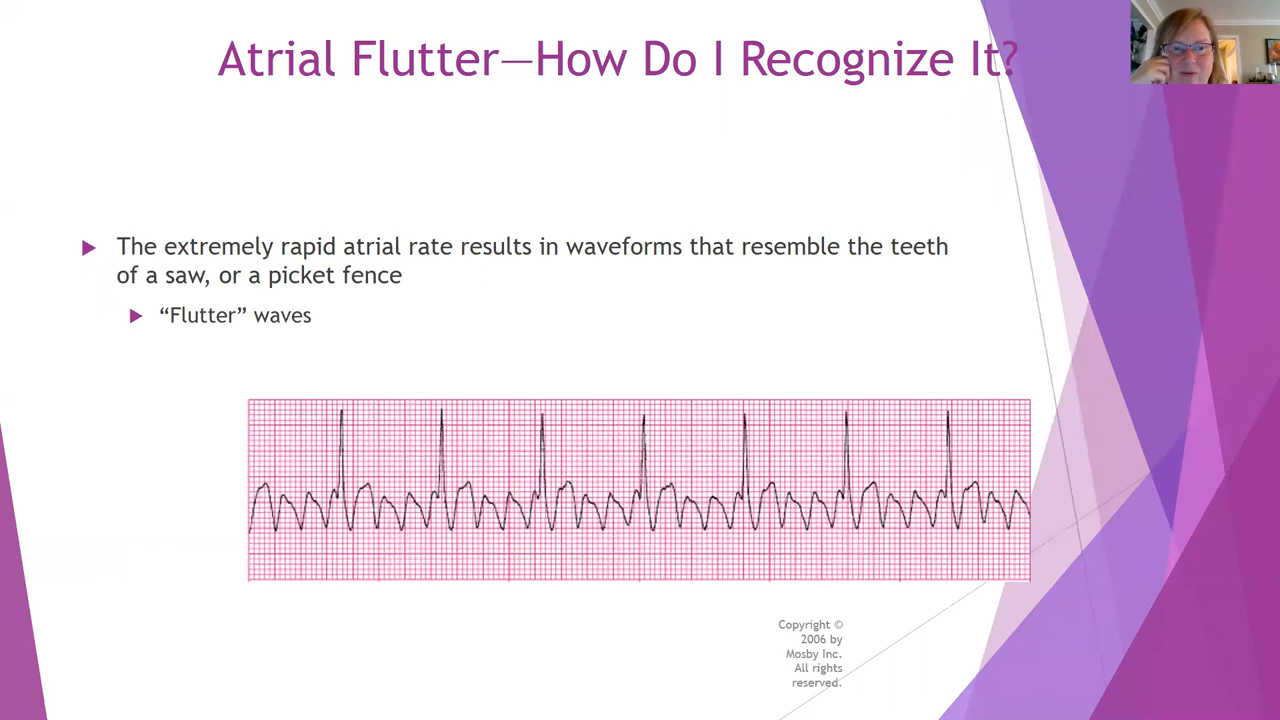 Atrial Flutter—How Do I Recognize It?
The extremely rapid atrial rate results in waveforms that resemble the teeth
of a saw, or a picket fence
“Flutter” waves
Copyright ©
2006 by
Mosby Inc.
All rights
reserved.